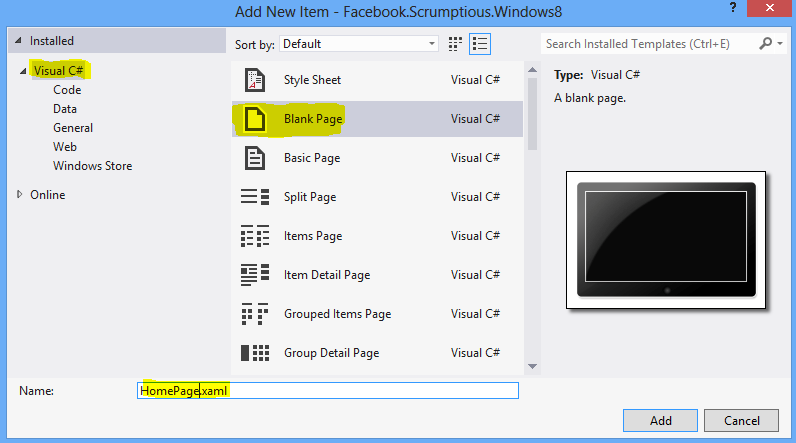 Add New Item - Facebook.Scrumptious.Windows8
?
Installed
Sort by: Default
Search Installed Templates (Ctrl+E)
Visual C#
Code
Data
General
Web
Windows Store
Online
Style Sheet Visual C#
Blank Page Visual C#
Basic Page Visual C#
Split Page Visual C#
Items Page Visual C#
Item Detail Page Visual C#
Grouped Items Page Visual C#
Group Detail Page Visual C#
Type: Visual C#
A blank page.
Name: HomePage.xaml
Add Cancel